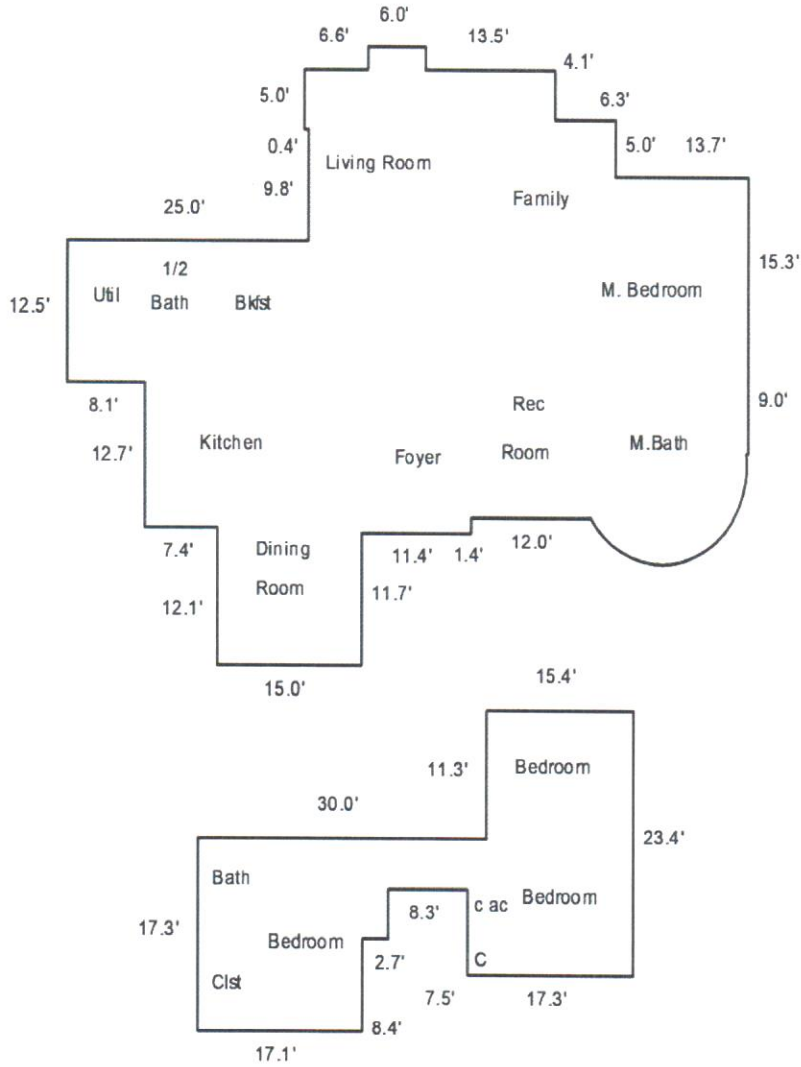 6.0'
6.6'
13.5'
4.1'
5.0'
6.3'
0.4'
5.0'
13.7'
Living Room
9.8'
Family
25.0'
15.3'
1/2
Util
Bath
Bkfst
M. Bedroom
12.5'
8.1'
Rec
9.0'
12.7'
Kitchen
Foyer
Room
M.Bath
7.4'
Dining
11.4'
1.4'
12.0'
Room
12.1'
11.7'
15.0'
15.4'
11.3'
Bedroom
30.0'
23.4'
Bath
8.3'
c ac
Bedroom
17.3'
Bedroom
2.7'
C
Clst
7.5'
17.3'
8.4'
17.1'